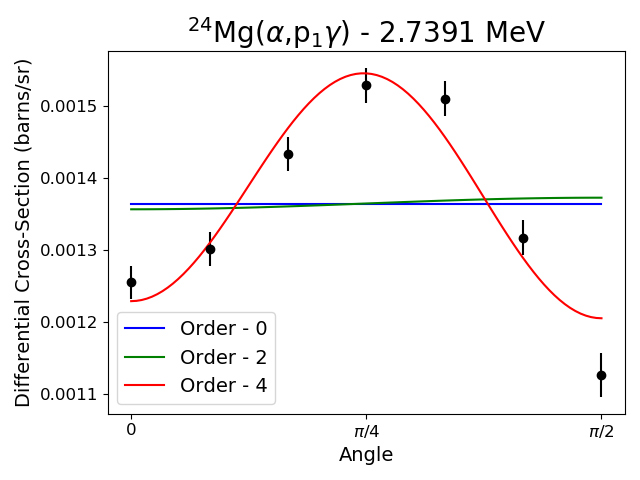 ²⁴Mg(α,p₁γ) - 2.7391 MeV
Differential Cross-Section (barns/sr)
0.0015
0.0014
0.0013
0.0012
0.0011
Order - 0
Order - 2
Order - 4
0 π/4 π/2
Angle